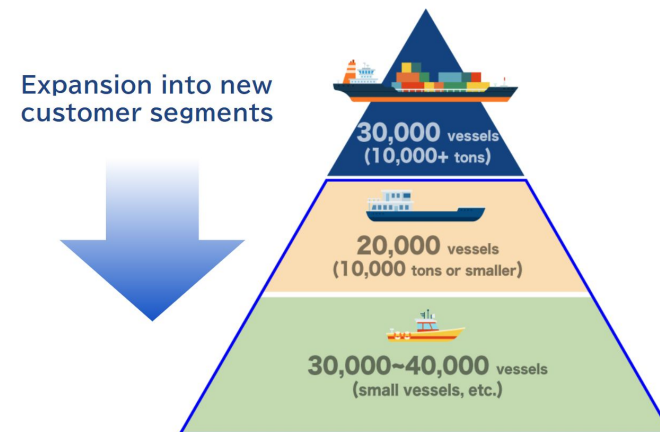 Expansion into new
customer segments
30,000 vessels
(10,000+ tons)
20,000 vessels
(10,000 tons or smaller)
30,000~40,000 vessels
(small vessels, etc.)